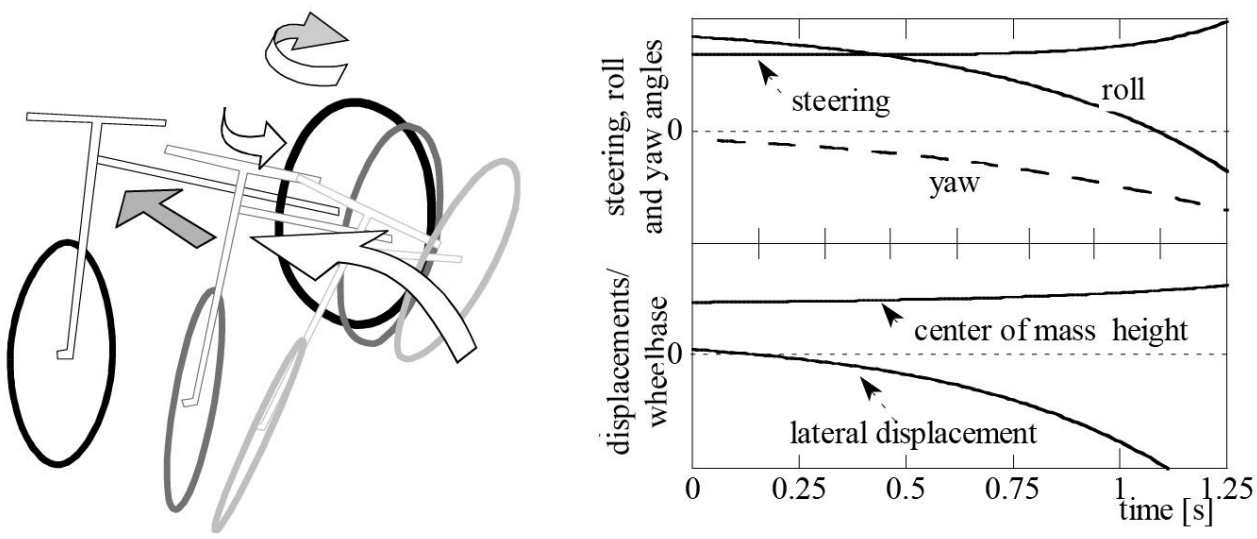 steering, roll
and yaw angles
0
steering
roll
yaw
displacements/
wheelbase
0
center of mass height
lateral displacement
0 0.25 0.5 0.75 1 1.25
time [s]